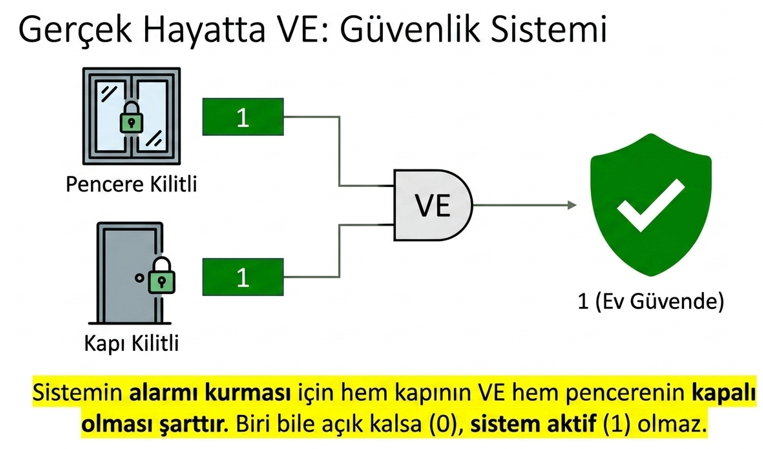 Gerçek Hayatta VE: Güvenlik Sistemi
1
Pencere Kilitli
VE
1
Kapı Kilitli
1 (Ev Güvende)
Sistemin alarmı kurması için hem kapının VE hem pencerenin kapalı
olması şarttır. Biri bile açık kalsa (0), sistem aktif (1) olmaz.